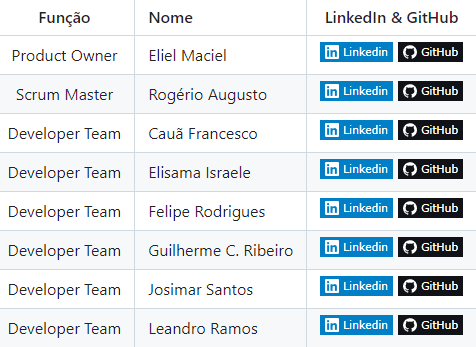 Função Nome LinkedIn & GitHub
Product Owner Eliel Maciel Linkedin GitHub
Scrum Master Rogério Augusto Linkedin GitHub
Developer Team Cauã Francesco Linkedin GitHub
Developer Team Elisama Israele Linkedin GitHub
Developer Team Felipe Rodrigues Linkedin GitHub
Developer Team Guilherme C. Ribeiro Linkedin GitHub
Developer Team Josimar Santos Linkedin GitHub
Developer Team Leandro Ramos Linkedin GitHub